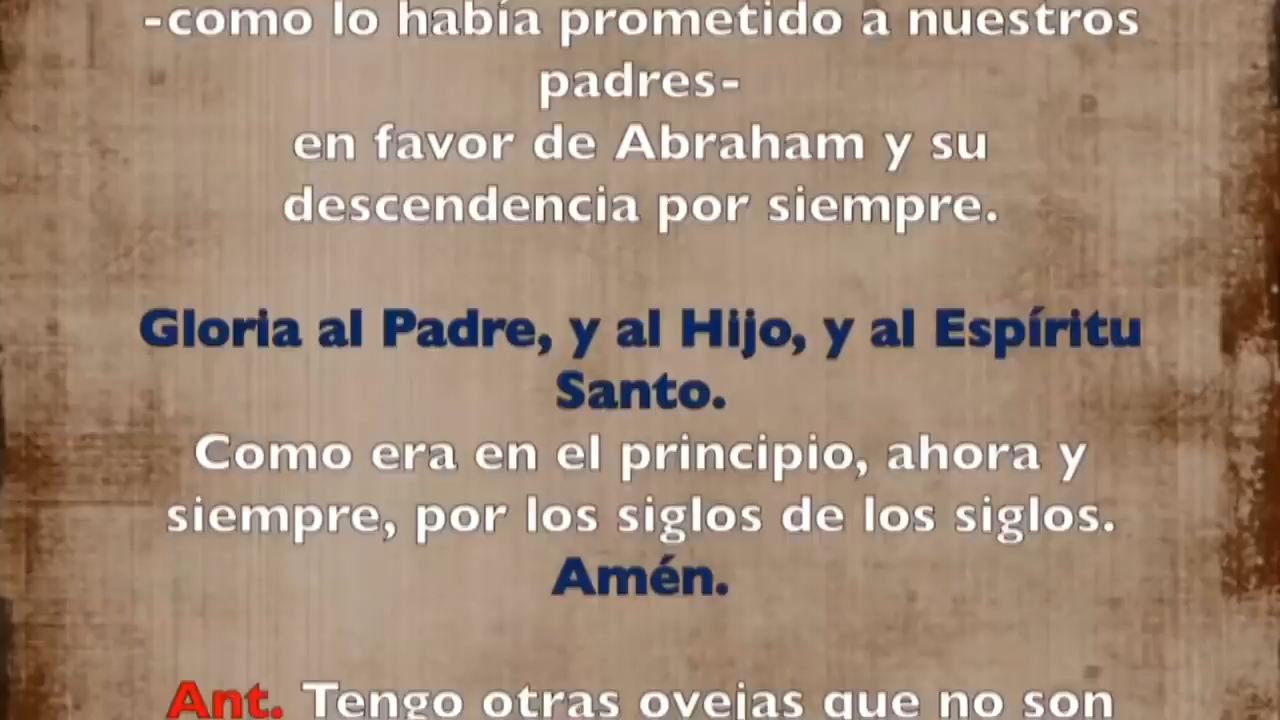 -como lo había prometido a nuestros
padres-
en favor de Abraham y su
descendencia por siempre.
Gloria al Padre, y al Hijo, y al Espíritu
Santo.
Como era en el principio, ahora y
siempre, por los siglos de los siglos.
Amén.
Ant. Tengo otras ovejas que no son